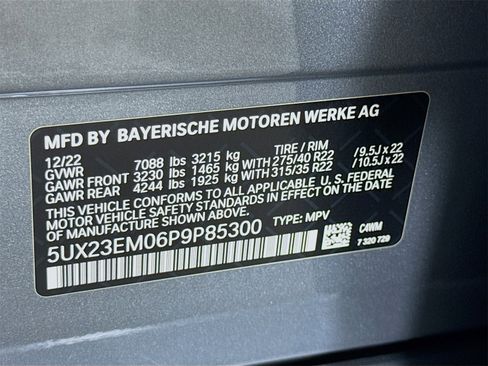 MFD BY BAYERISCHE MOTOREN WERKE AG
12/22 TIRE / RIM
GVWR 7088 lbs 3215 kg
GAWR FRONT 3230 lbs 1465 kg WITH 275/40 R22 / 9.5J x 22
GAWR REAR 4244 lbs 1925 kg WITH 315/35 R22 / 10.5J x 22
THIS VEHICLE CONFORMS TO ALL APPLICABLE U.S. FEDERAL
MOTOR VEHICLE SAFETY STANDARDS IN EFFECT ON THE DATE OF
MANUFACTURE SHOWN ABOVE.
5UX23EM06P9P85300 TYPE: MPV
C4WM
7 320 729